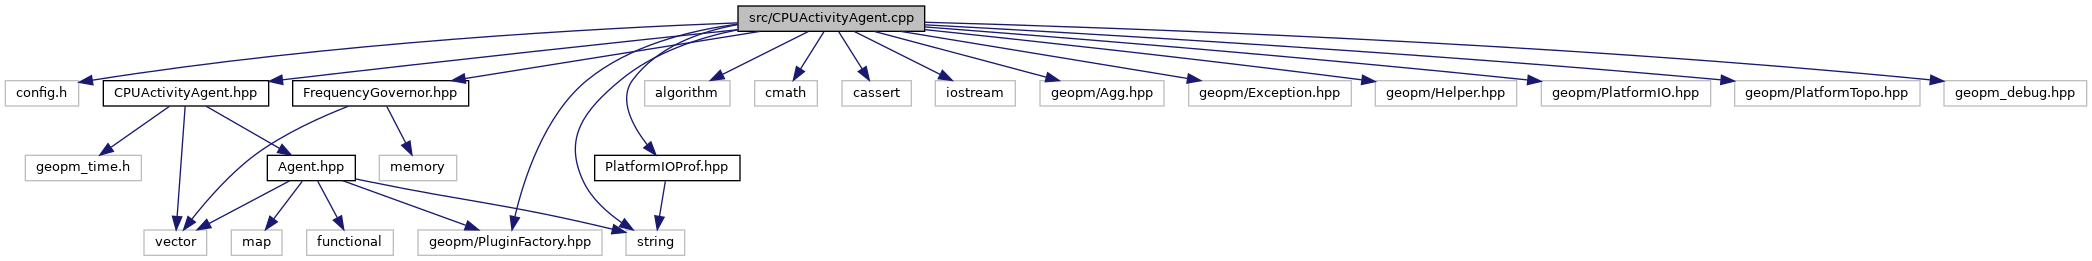 src/CPUActivityAgent.cpp
config.h
CPUActivityAgent.hpp
FrequencyGovernor.hpp
algorithm
cmath
cassert
iostream
geopm/Agg.hpp
geopm/Exception.hpp
geopm/Helper.hpp
geopm/PlatformIO.hpp
geopm/PlatformTopo.hpp
geopm_debug.hpp
geopm_time.h
Agent.hpp
memory
PlatformIOProf.hpp
vector
map
functional
geopm/PluginFactory.hpp
string